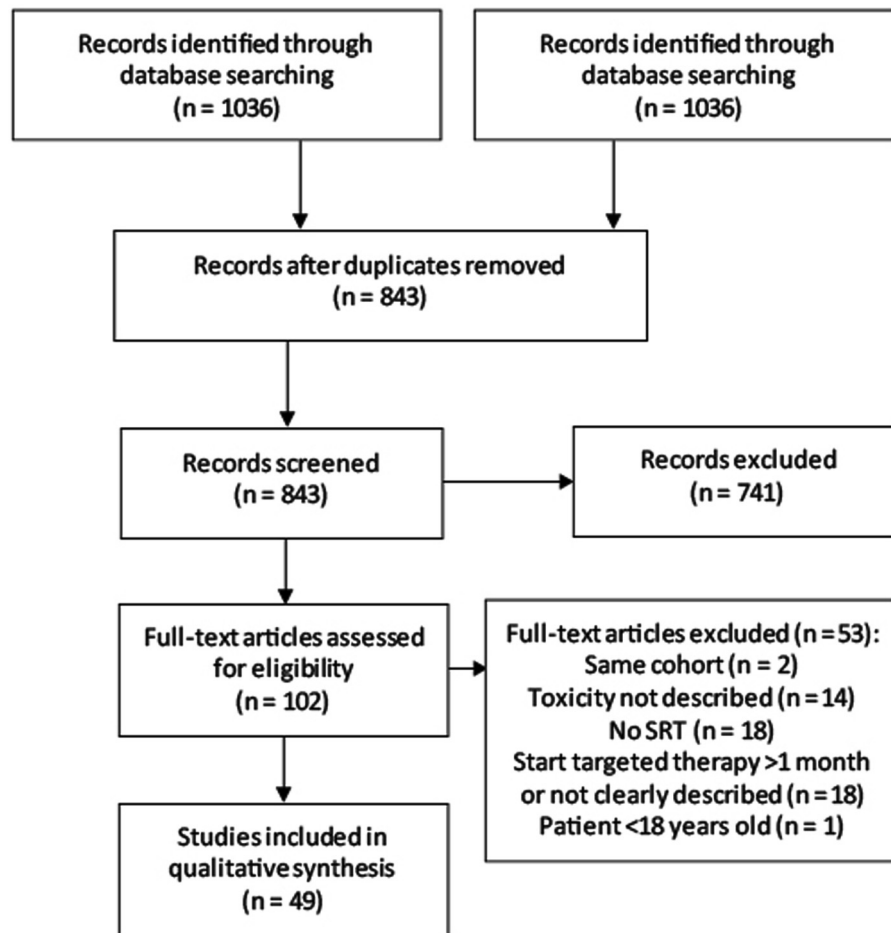 Records identified through
database searching
(n = 1036)
Records identified through
database searching
(n = 1036)
Records after duplicates removed
(n = 843)
Records screened
(n = 843)
Records excluded
(n = 741)
Full-text articles assessed
for eligibility
(n = 102)
Full-text articles excluded (n = 53):
Same cohort (n = 2)
Toxicity not described (n = 14)
No SRT (n = 18)
Start targeted therapy >1 month
or not clearly described (n = 18)
Patient <18 years old (n = 1)
Studies included in
qualitative synthesis
(n = 49)